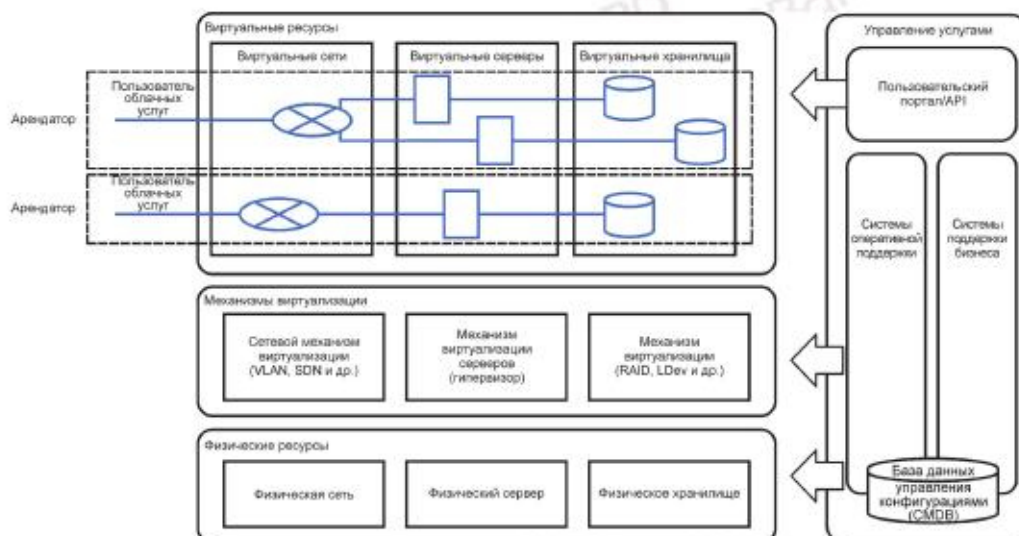 Виртуальные ресурсы
Виртуальные сети
Виртуальные серверы
Виртуальные хранилища
Арендатор
Пользователь
облачных
услуг
Арендатор
Пользователь
облачных
услуг
Механизмы виртуализации
Сетевой механизм
виртуализации
(VLAN, SDN и др.)
Механизм
виртуализации
серверов
(гипервизор)
Механизм
виртуализации
(RAID, LDev и др.)
Физические ресурсы
Физическая сеть
Физический сервер
Физическое хранилище
Управление услугами
Пользовательский
портал/API
Системы
оперативной
поддержки
Системы
поддержки
бизнеса
База данных
управления
конфигурациями
(CMDB)